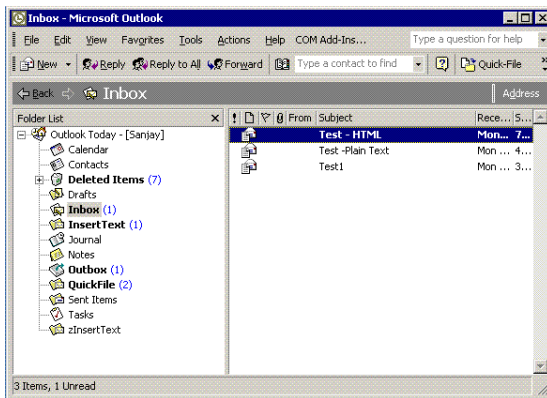 Inbox - Microsoft Outlook
File Edit View Favorites Tools Actions Help COM Add-Ins... Type a question for help
New Reply Reply to All Forward Type a contact to find Quick-File
Back Inbox Address
Folder List x ! From Subject Rece... S...
Outlook Today - [Sanjay] Test - HTML Mon... 7...
Calendar Test -Plain Text Mon ... 4...
Contacts Test1 Mon ... 3...
Deleted Items (7)
Drafts
Inbox (1)
InsertText (1)
Journal
Notes
Outbox (1)
QuickFile (2)
Sent Items
Tasks
zInsertText
3 Items, 1 Unread